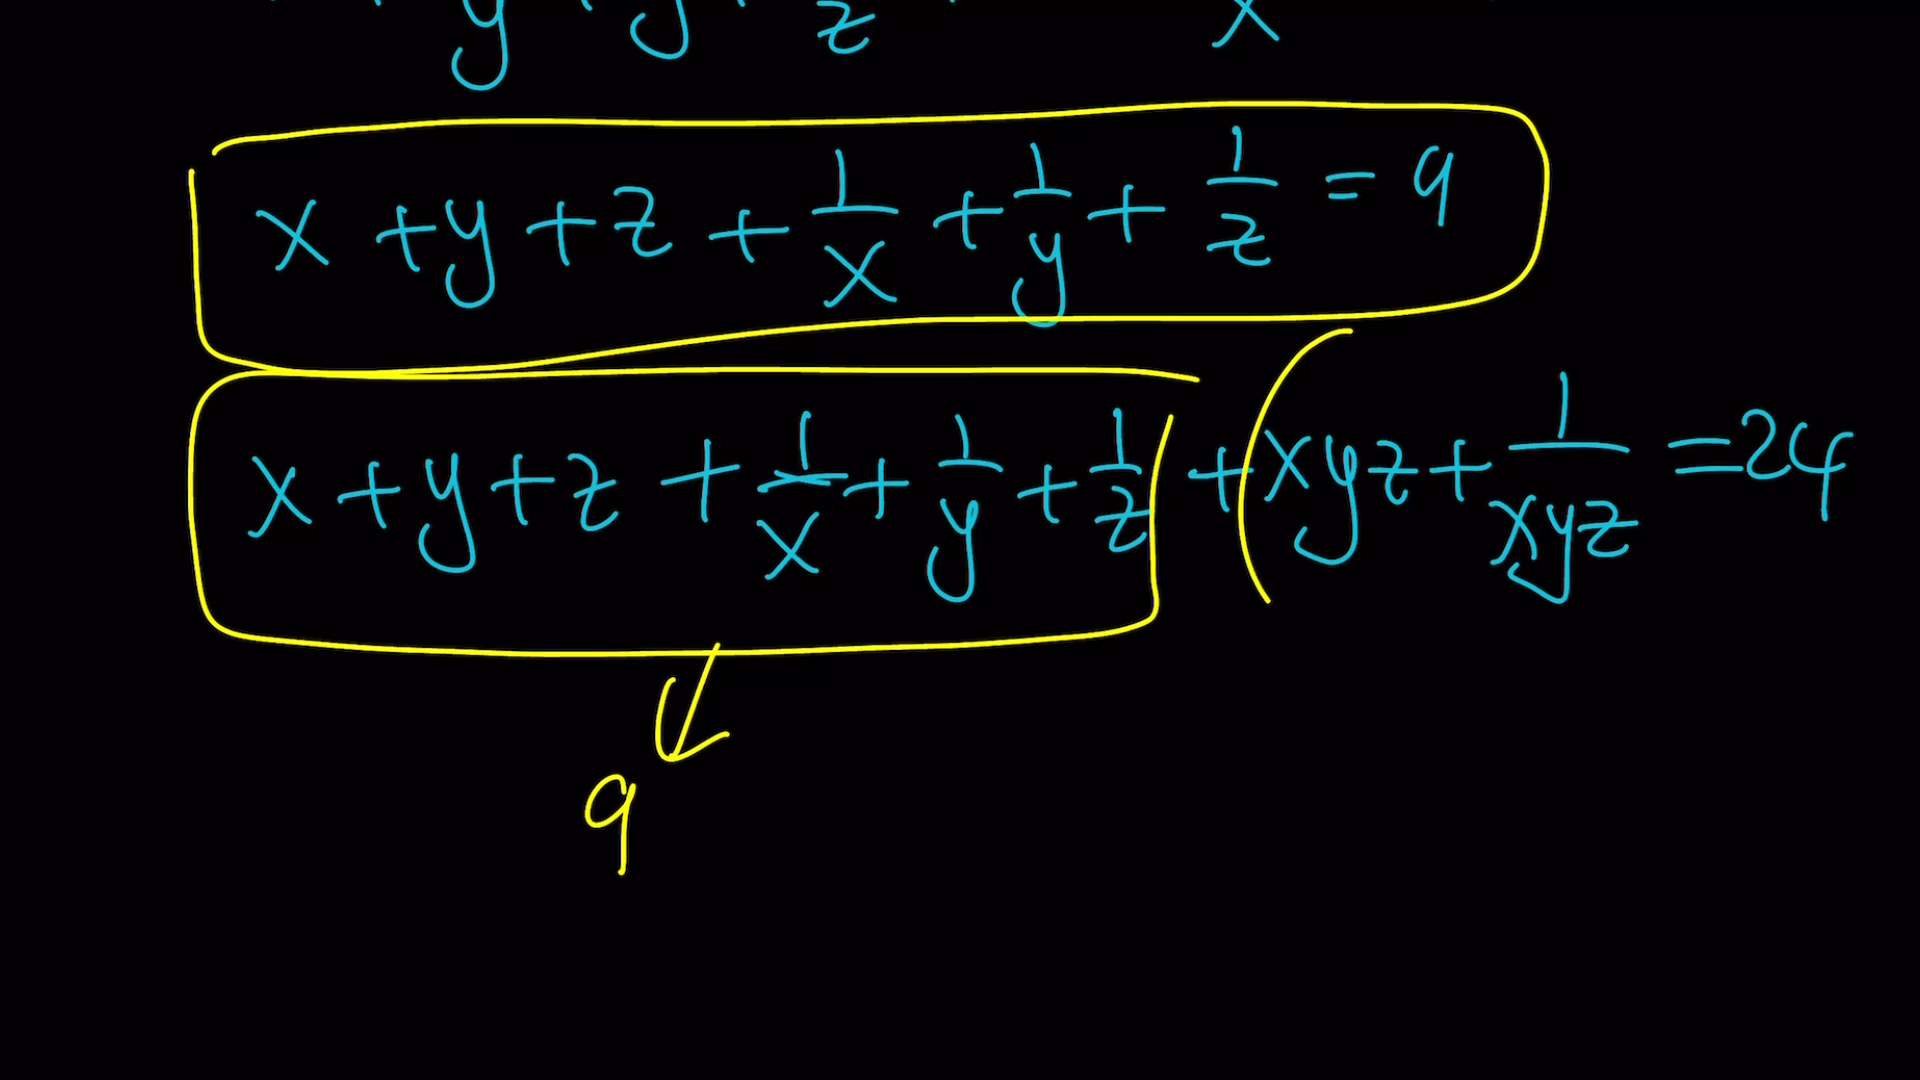 y y z x
x + y + z + 1/x + 1/y + 1/z = 9
x + y + z + 1/x + 1/y + 1/z + (xyz + 1/xyz = 24
9